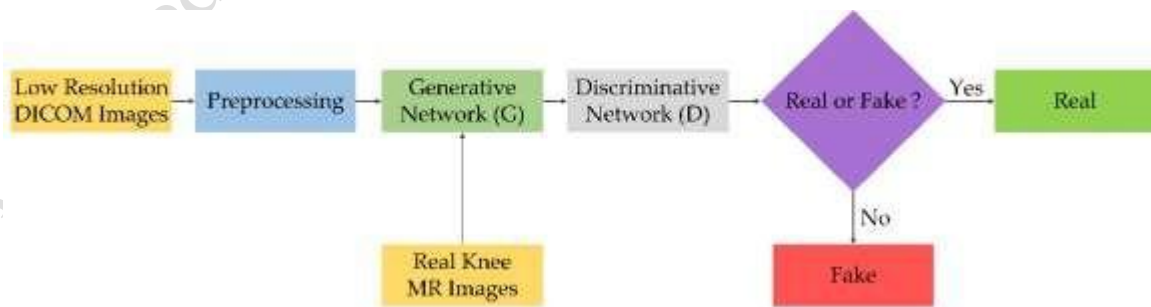 Low Resolution
DICOM Images
Preprocessing
Generative
Network (G)
Discriminative
Network (D)
Real or Fake ?
Yes
Real
No
Real Knee
MR Images
Fake